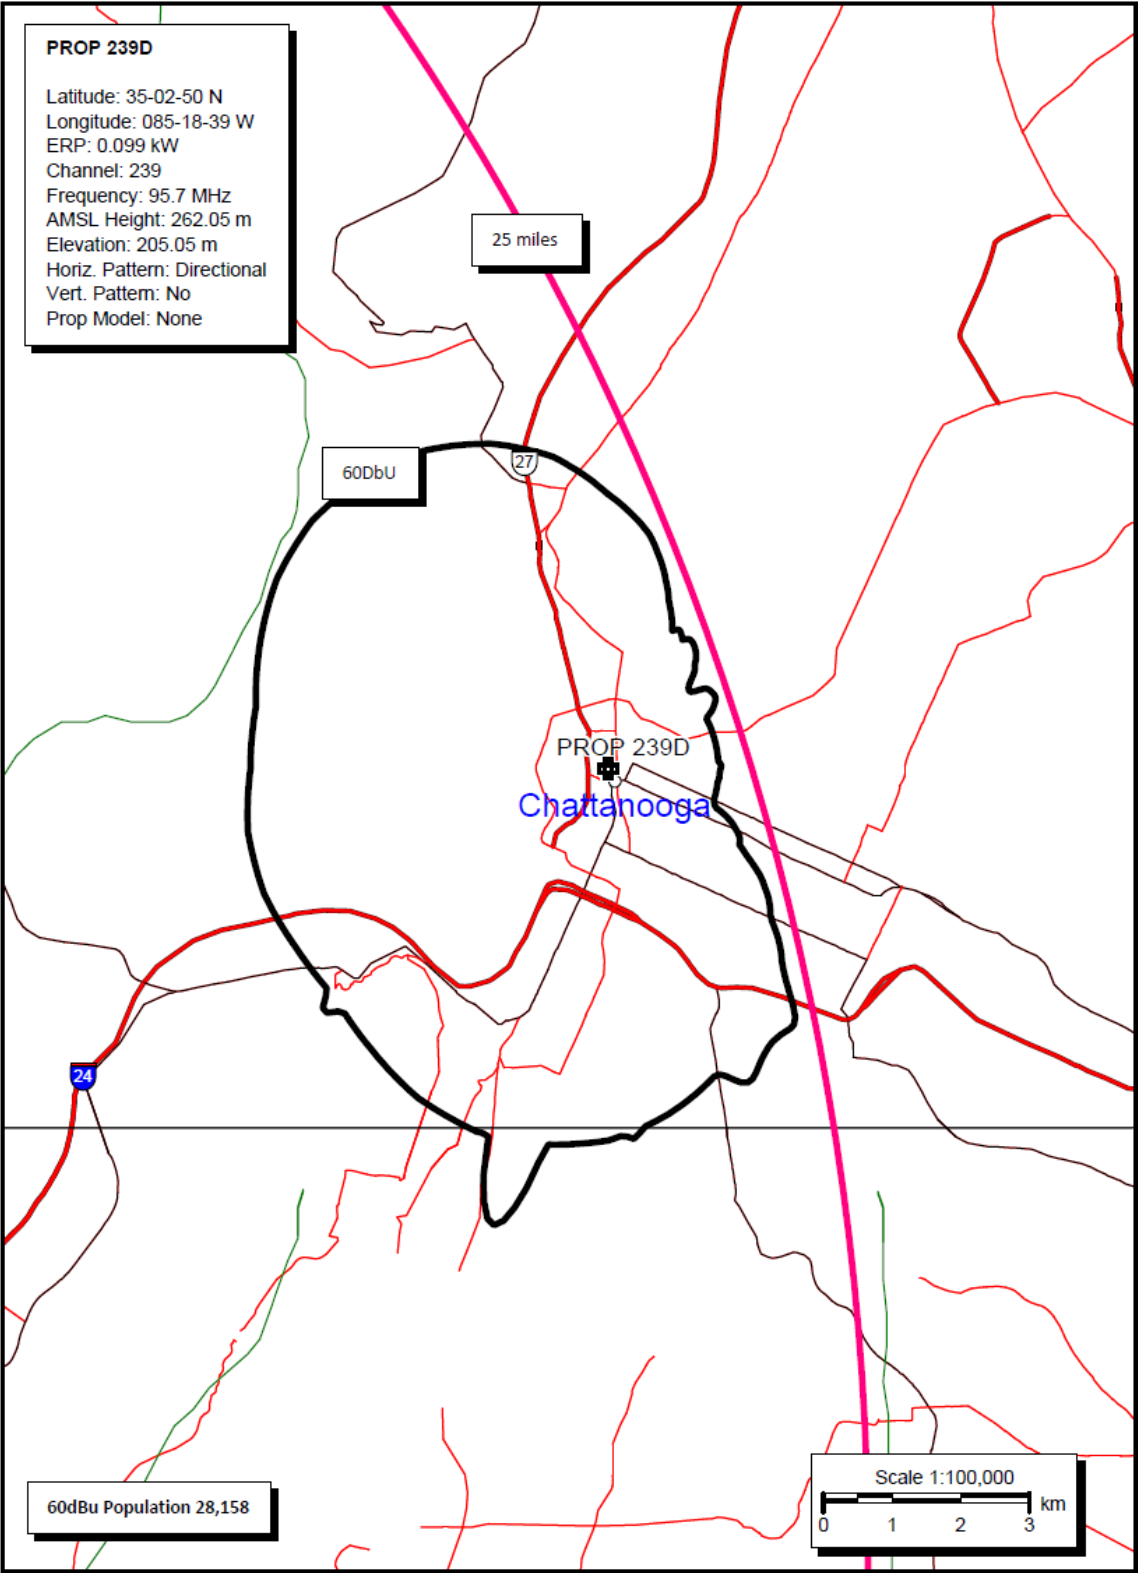 PROP 239D
Latitude: 35-02-50 N
Longitude: 085-18-39 W
ERP: 0.099 kW
Channel: 239
Frequency: 95.7 MHz
AMSL Height: 262.05 m
Elevation: 205.05 m
Horiz. Pattern: Directional
Vert. Pattern: No
Prop Model: None
25 miles
60DbU
27
PROP 239D
Chattanooga
24
60dBu Population 28,158
Scale 1:100,000
km
0 1 2 3